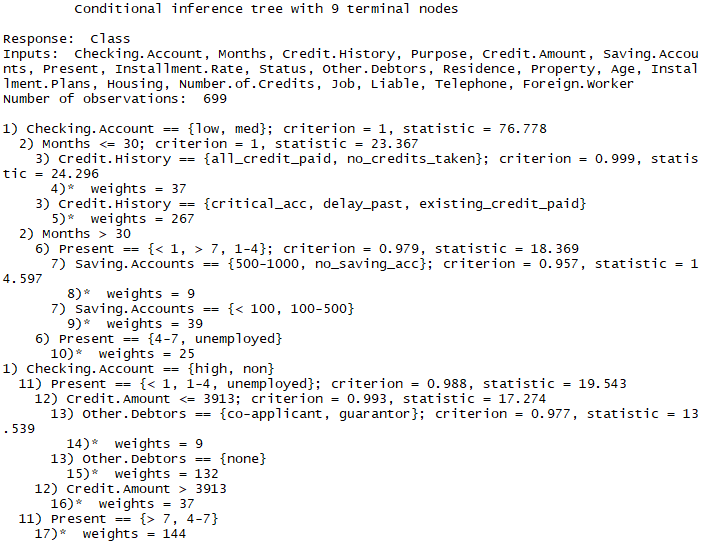 Conditional inference tree with 9 terminal nodes
Response:  Class
Inputs:  Checking.Account, Months, Credit.History, Purpose, Credit.Amount, Saving.Accou
nts, Present, Installment.Rate, Status, Other.Debtors, Residence, Property, Age, Instal
lment.Plans, Housing, Number.of.Credits, Job, Liable, Telephone, Foreign.Worker
Number of observations:  699
1) Checking.Account == {low, med}; criterion = 1, statistic = 76.778
2) Months <= 30; criterion = 1, statistic = 23.367
3) Credit.History == {all_credit_paid, no_credits_taken}; criterion = 0.999, statis
tic = 24.296
4)*  weights = 37
3) Credit.History == {critical_acc, delay_past, existing_credit_paid}
5)*  weights = 267
2) Months > 30
6) Present == {< 1, > 7, 1-4}; criterion = 0.979, statistic = 18.369
7) Saving.Accounts == {500-1000, no_saving_acc}; criterion = 0.957, statistic = 1
4.597
8)*  weights = 9
7) Saving.Accounts == {< 100, 100-500}
9)*  weights = 39
6) Present == {4-7, unemployed}
10)*  weights = 25
1) Checking.Account == {high, non}
11) Present == {< 1, 1-4, unemployed}; criterion = 0.988, statistic = 19.543
12) Credit.Amount <= 3913; criterion = 0.993, statistic = 17.274
13) Other.Debtors == {co-applicant, guarantor}; criterion = 0.977, statistic = 13
.539
14)*  weights = 9
13) Other.Debtors == {none}
15)*  weights = 132
12) Credit.Amount > 3913
16)*  weights = 37
11) Present == {> 7, 4-7}
17)*  weights = 144